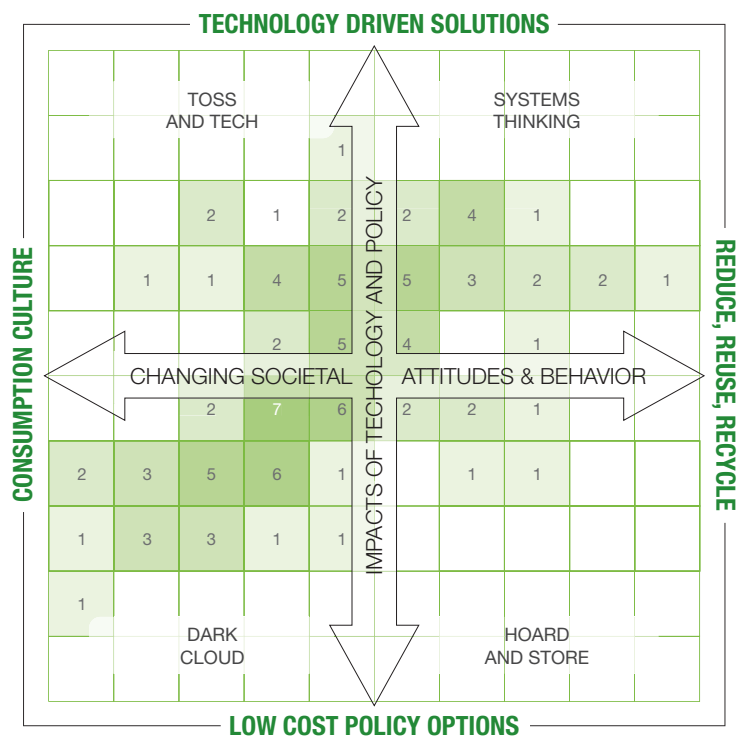 TECHNOLOGY DRIVEN SOLUTIONS
TOSS
AND TECH
SYSTEMS
THINKING
1
2 1 2 2 4 1
1 1 4 5 5 3 2 2 1
2 5 4 1
CHANGING SOCIETAL ATTITUDES & BEHAVIOR
IMPACTS OF TECHOLOGY AND POLICY
CONSUMPTION CULTURE
REDUCE, REUSE, RECYCLE
2 7 6 2 2 1
2 3 5 6 1 1 1
1 3 3 1 1
1
DARK
CLOUD
HOARD
AND STORE
LOW COST POLICY OPTIONS